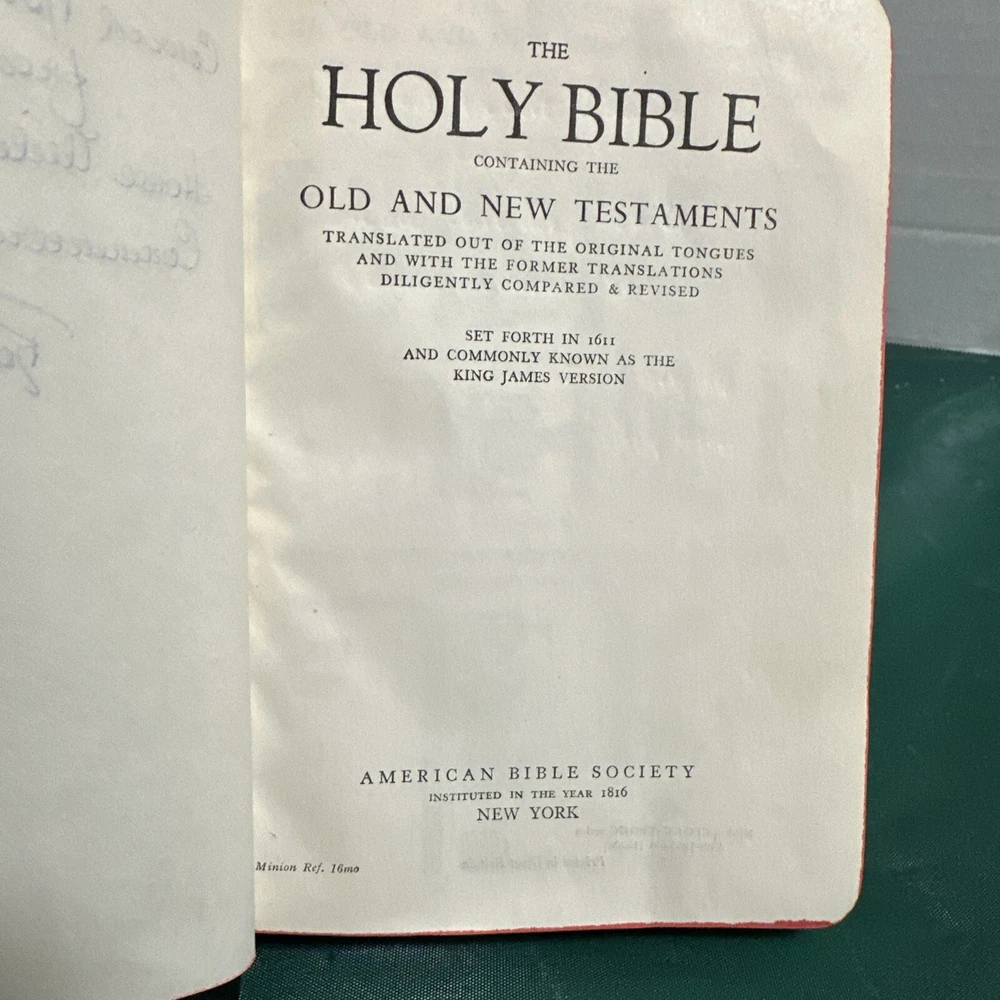 THE
HOLY BIBLE
CONTAINING THE
OLD AND NEW TESTAMENTS
TRANSLATED OUT OF THE ORIGINAL TONGUES
AND WITH THE FORMER TRANSLATIONS
DILIGENTLY COMPARED & REVISED
SET FORTH IN 1611
AND COMMONLY KNOWN AS THE
KING JAMES VERSION
AMERICAN BIBLE SOCIETY
INSTITUTED IN THE YEAR 1816
NEW YORK
Minion Ref. 16mo